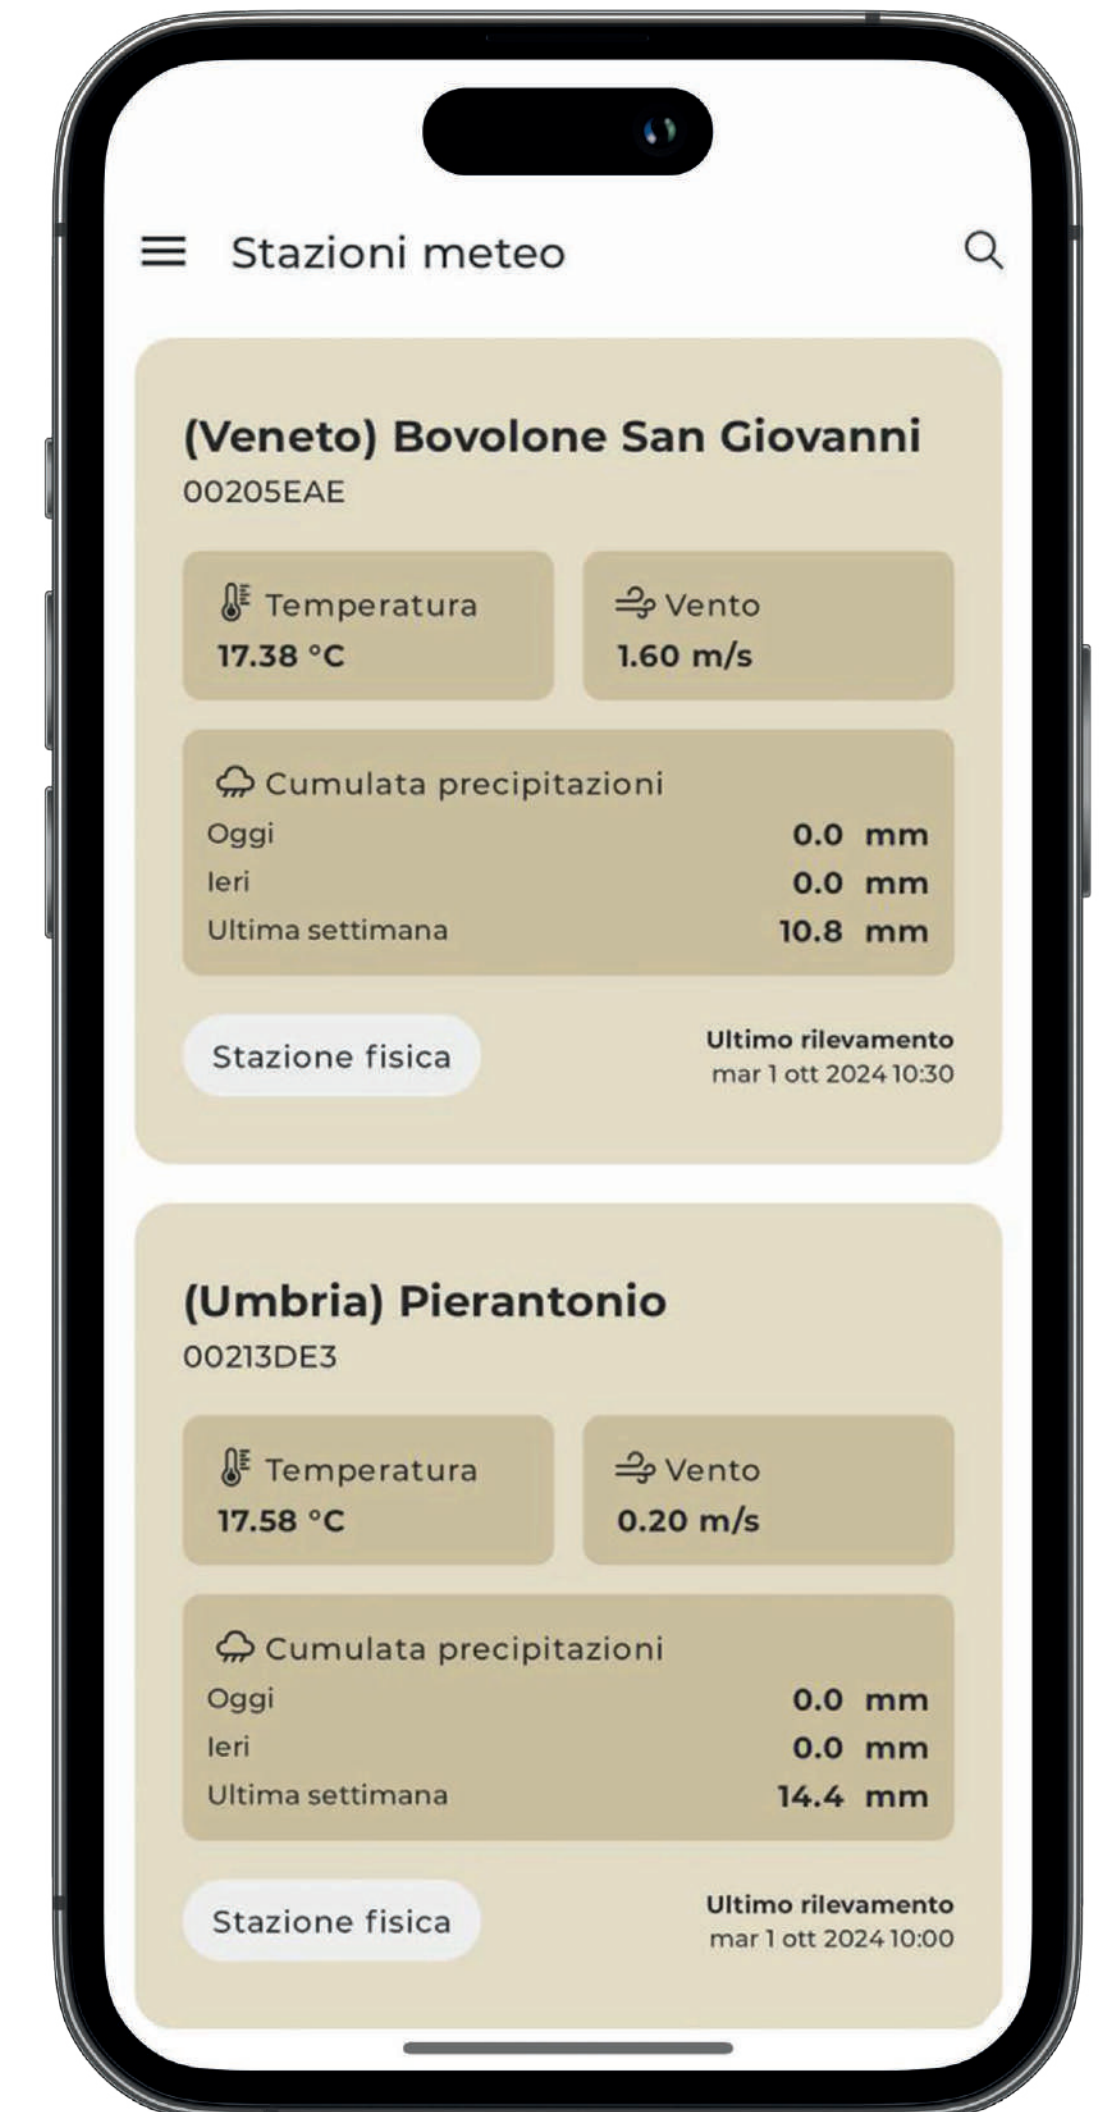 Stazioni meteo
(Veneto) Bovolone San Giovanni
00205EAE
Temperatura
17.38 °C
Vento
1.60 m/s
Cumulata precipitazioni
Oggi 0.0 mm
Ieri 0.0 mm
Ultima settimana 10.8 mm
Stazione fisica
Ultimo rilevamento
mar 1 ott 2024 10:30
(Umbria) Pierantonio
00213DE3
Temperatura
17.58 °C
Vento
0.20 m/s
Cumulata precipitazioni
Oggi 0.0 mm
Ieri 0.0 mm
Ultima settimana 14.4 mm
Stazione fisica
Ultimo rilevamento
mar 1 ott 2024 10:00